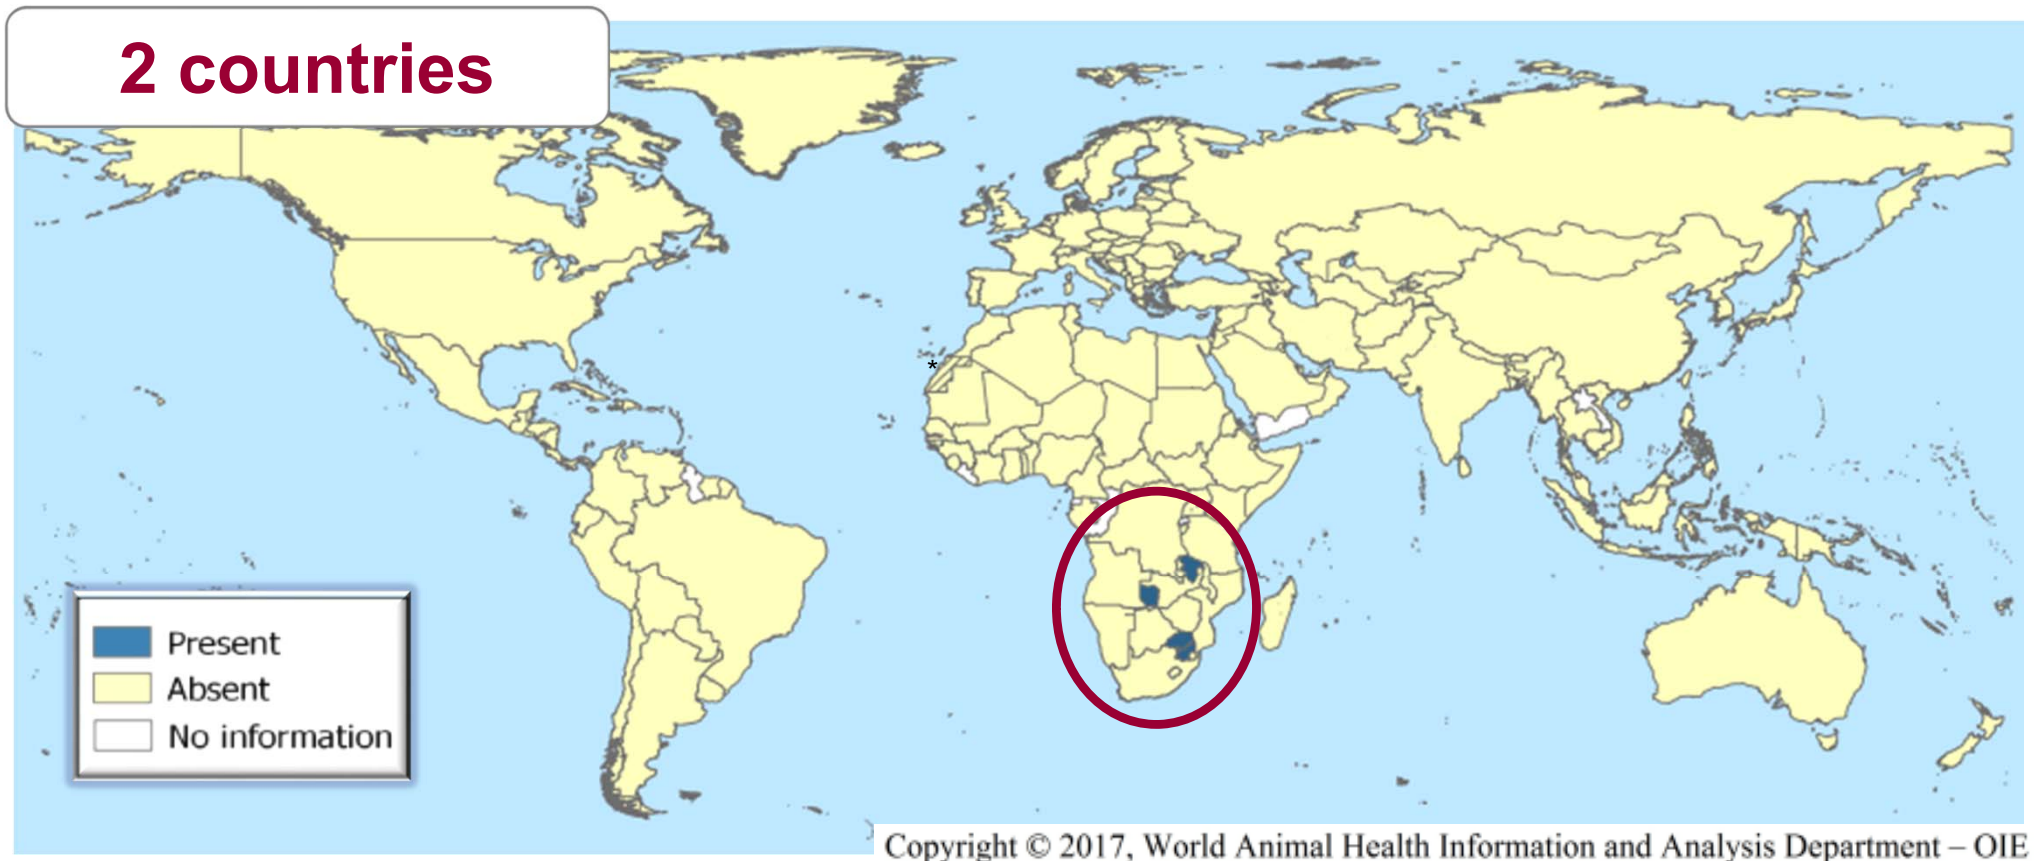 2 countries
*
Present
Absent
No information
Copyright © 2017, World Animal Health Information and Analysis Department – OIE